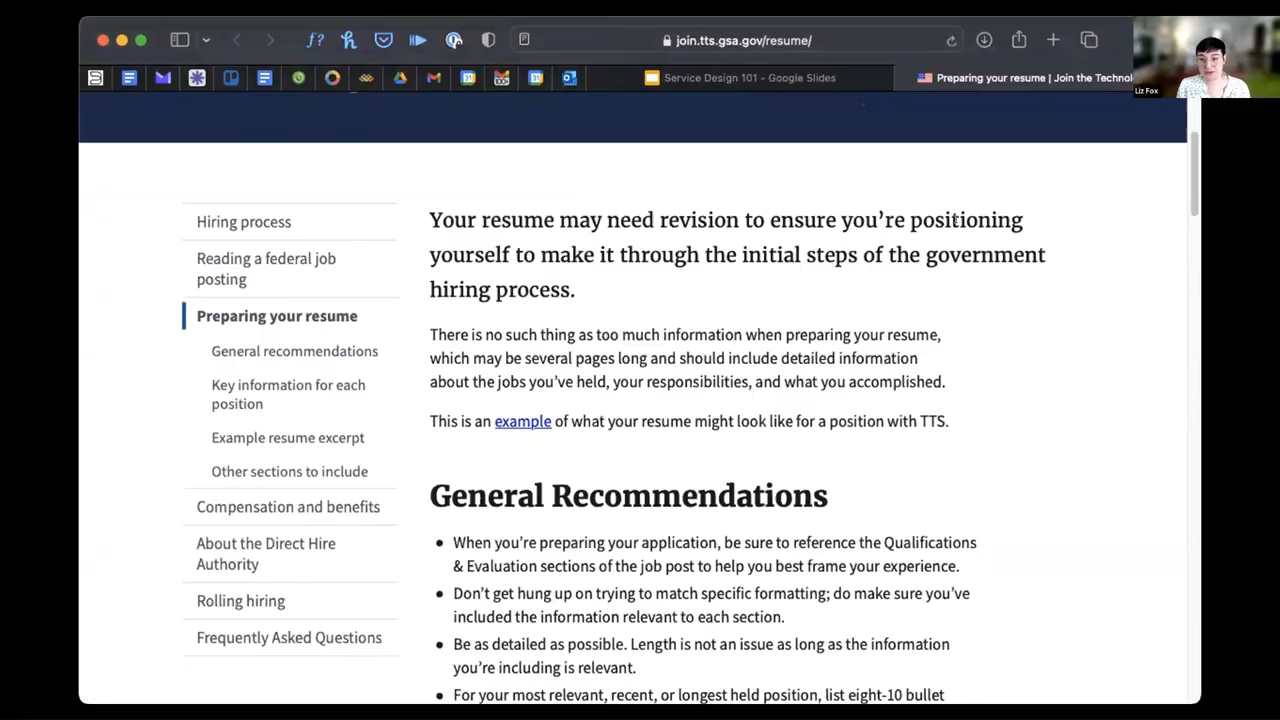 join.tts.gsa.gov/resume/
Service Design 101 - Google Slides
Preparing your resume | Join the Technolo
Liz Fox
Hiring process
Reading a federal job
posting
Preparing your resume
General recommendations
Key information for each
position
Example resume excerpt
Other sections to include
Compensation and benefits
About the Direct Hire
Authority
Rolling hiring
Frequently Asked Questions
Your resume may need revision to ensure you’re positioning
yourself to make it through the initial steps of the government
hiring process.
There is no such thing as too much information when preparing your resume,
which may be several pages long and should include detailed information
about the jobs you’ve held, your responsibilities, and what you accomplished.
This is an example of what your resume might look like for a position with TTS.
General Recommendations
When you’re preparing your application, be sure to reference the Qualifications
& Evaluation sections of the job post to help you best frame your experience.
Don’t get hung up on trying to match specific formatting; do make sure you’ve
included the information relevant to each section.
Be as detailed as possible. Length is not an issue as long as the information
you’re including is relevant.
For your most relevant, recent, or longest held position, list eight-10 bullet